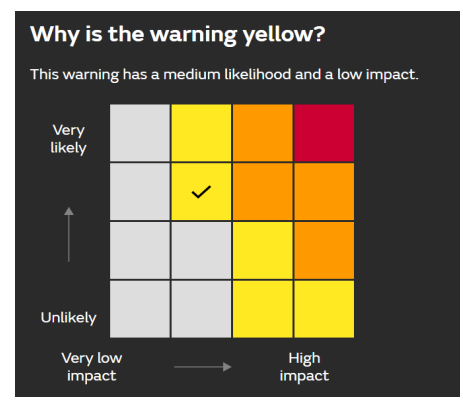 Why is the warning yellow?
This warning has a medium likelihood and a low impact.
Very
likely
Unlikely
Very low
impact
High
impact